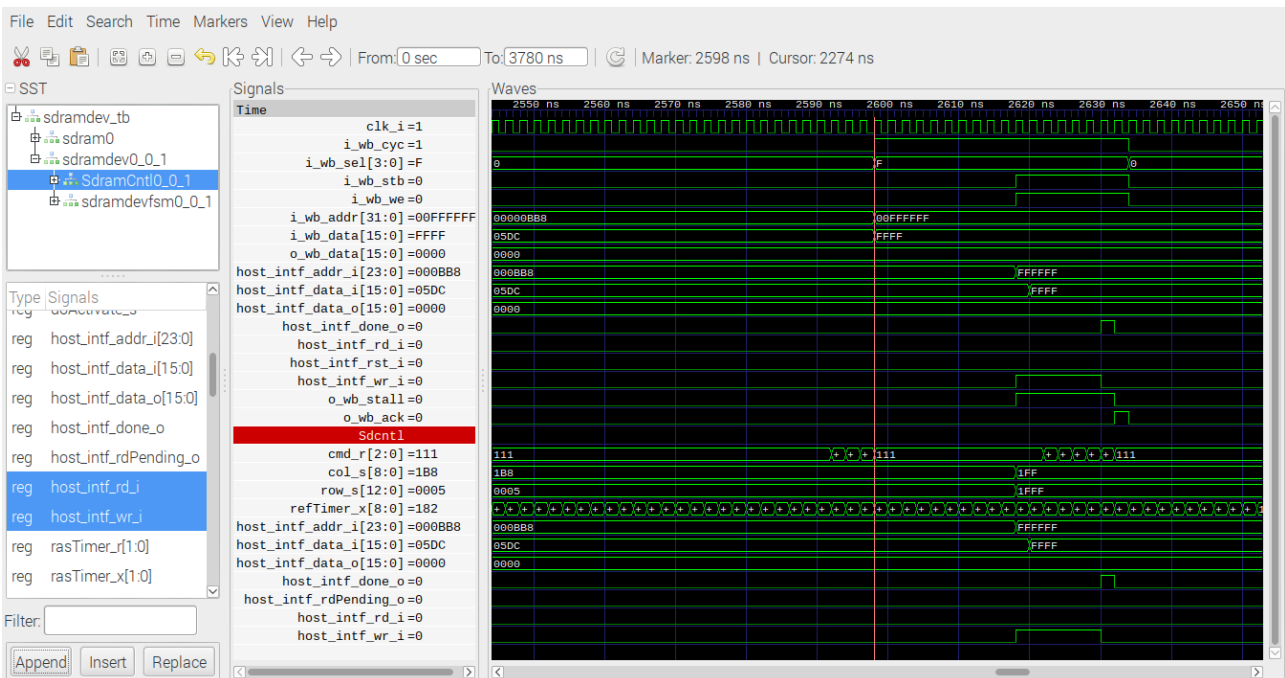 File Edit Search Time Markers View Help
From: 0 sec To: 3780 ns Marker: 2598 ns | Cursor: 2274 ns
SST
sdramdev_tb
sdram0
sdramdev0_0_1
SdramCntl0_0_1
sdramdevfsm0_0_1
Type Signals
reg doActivate_s
reg host_intf_addr_i[23:0]
reg host_intf_data_i[15:0]
reg host_intf_data_o[15:0]
reg host_intf_done_o
reg host_intf_rdPending_o
reg host_intf_rd_i
reg host_intf_wr_i
reg rasTimer_r[1:0]
reg rasTimer_x[1:0]
Filter:
Append Insert Replace
Signals
Time
clk_i=1
i_wb_cyc=1
i_wb_sel[3:0]=F
i_wb_stb=0
i_wb_we=0
i_wb_addr[31:0]=00FFFFFF
i_wb_data[15:0]=FFFF
o_wb_data[15:0]=0000
host_intf_addr_i[23:0]=000BB8
host_intf_data_i[15:0]=05DC
host_intf_data_o[15:0]=0000
host_intf_done_o=0
host_intf_rd_i=0
host_intf_rst_i=0
host_intf_wr_i=0
o_wb_stall=0
o_wb_ack=0
Sdcntl
cmd_r[2:0]=111
col_s[8:0]=1B8
row_s[12:0]=0005
refTimer_x[8:0]=182
host_intf_addr_i[23:0]=000BB8
host_intf_data_i[15:0]=05DC
host_intf_data_o[15:0]=0000
host_intf_done_o=0
host_intf_rdPending_o=0
host_intf_rd_i=0
host_intf_wr_i=0
Waves
2550 ns 2560 ns 2570 ns 2580 ns 2590 ns 2600 ns 2610 ns 2620 ns 2630 ns 2640 ns 2650 ns
0 F 0
00000BB8 00FFFFFF
05DC FFFF
0000
000BB8 FFFFFF
05DC FFFF
0000
111 + + + 111 + + + + + 111
1B8 1FF
0005 1FFF
000BB8 FFFFFF
05DC FFFF
0000